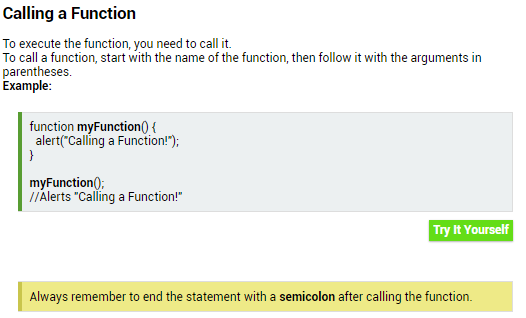 Calling a Function
To execute the function, you need to call it.
To call a function, start with the name of the function, then follow it with the arguments in
parentheses.
Example:
function myFunction() {
  alert("Calling a Function!");
}

myFunction();
//Alerts "Calling a Function!"
Try It Yourself
Always remember to end the statement with a semicolon after calling the function.